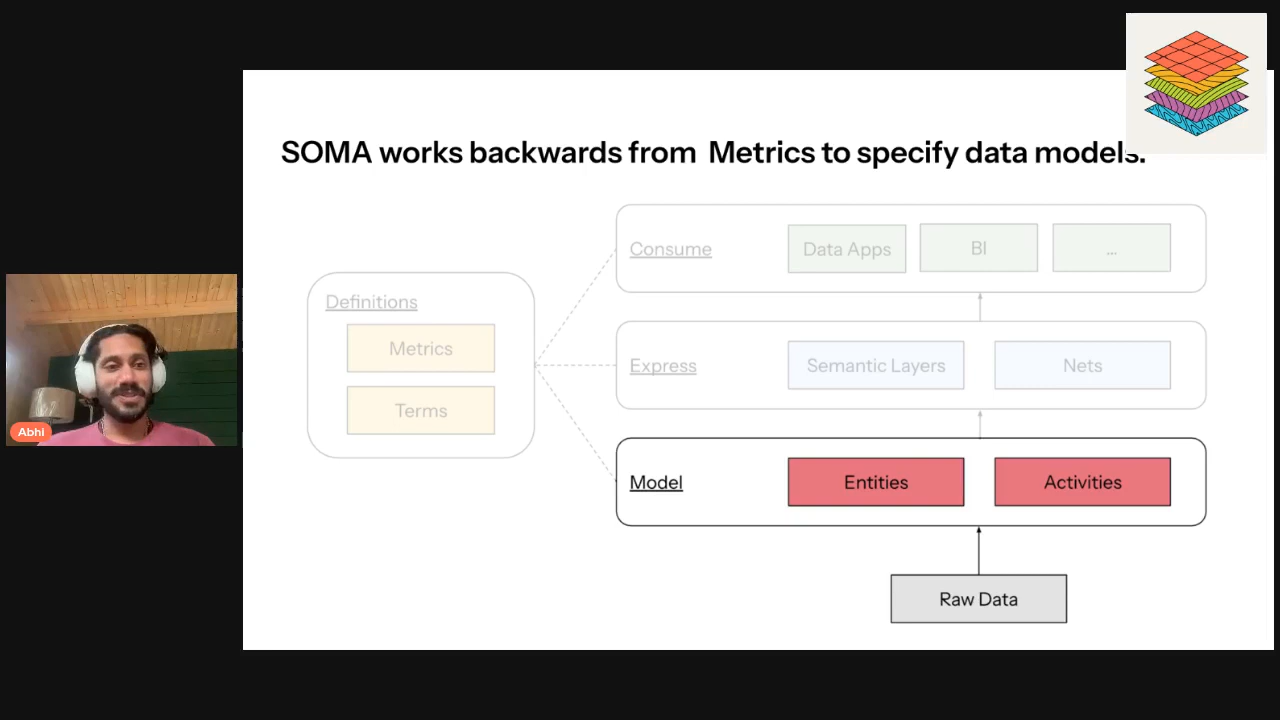 SOMA works backwards from Metrics to specify data models.
Consume
Data Apps
BI
...
Definitions
Metrics
Terms
Express
Semantic Layers
Nets
Model
Entities
Activities
Raw Data
Abhi